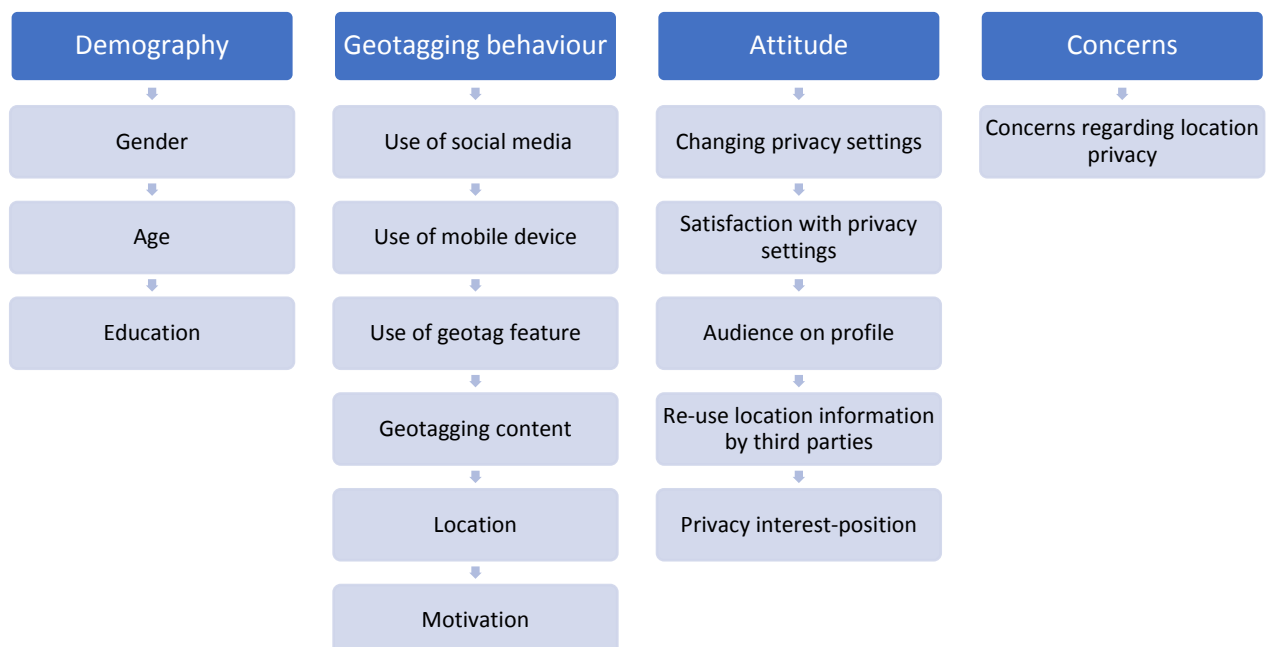 Demography
Gender
Age
Education
Geotagging behaviour
Use of social media
Use of mobile device
Use of geotag feature
Geotagging content
Location
Motivation
Attitude
Changing privacy settings
Satisfaction with privacy
settings
Audience on profile
Re-use location information
by third parties
Privacy interest-position
Concerns
Concerns regarding location
privacy